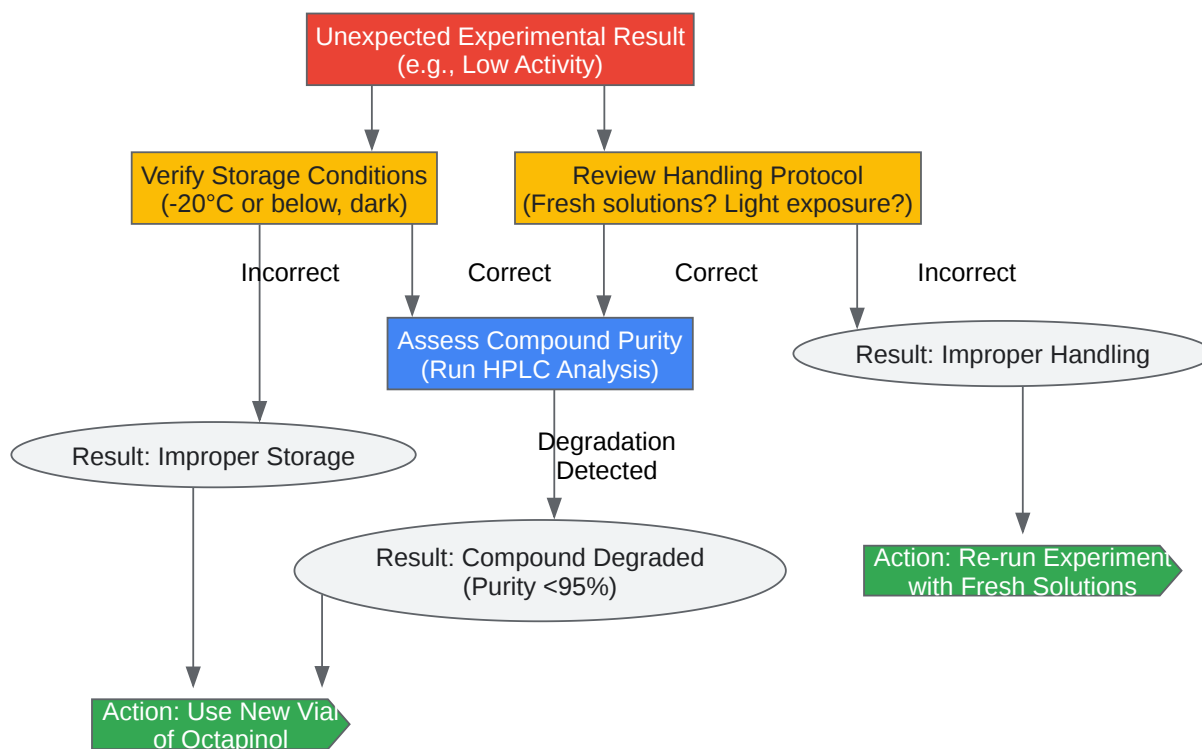 Unexpected Experimental Result
(e.g., Low Activity)
Verify Storage Conditions
(-20°C or below, dark)
Review Handling Protocol
(Fresh solutions? Light exposure?)
Incorrect
Correct
Correct
Incorrect
Assess Compound Purity
(Run HPLC Analysis)
Result: Improper Handling
Degradation
Detected
Result: Improper Storage
Result: Compound Degraded
(Purity <95%)
Action: Re-run Experiment
with Fresh Solutions
Action: Use New Vial
of Octapinol